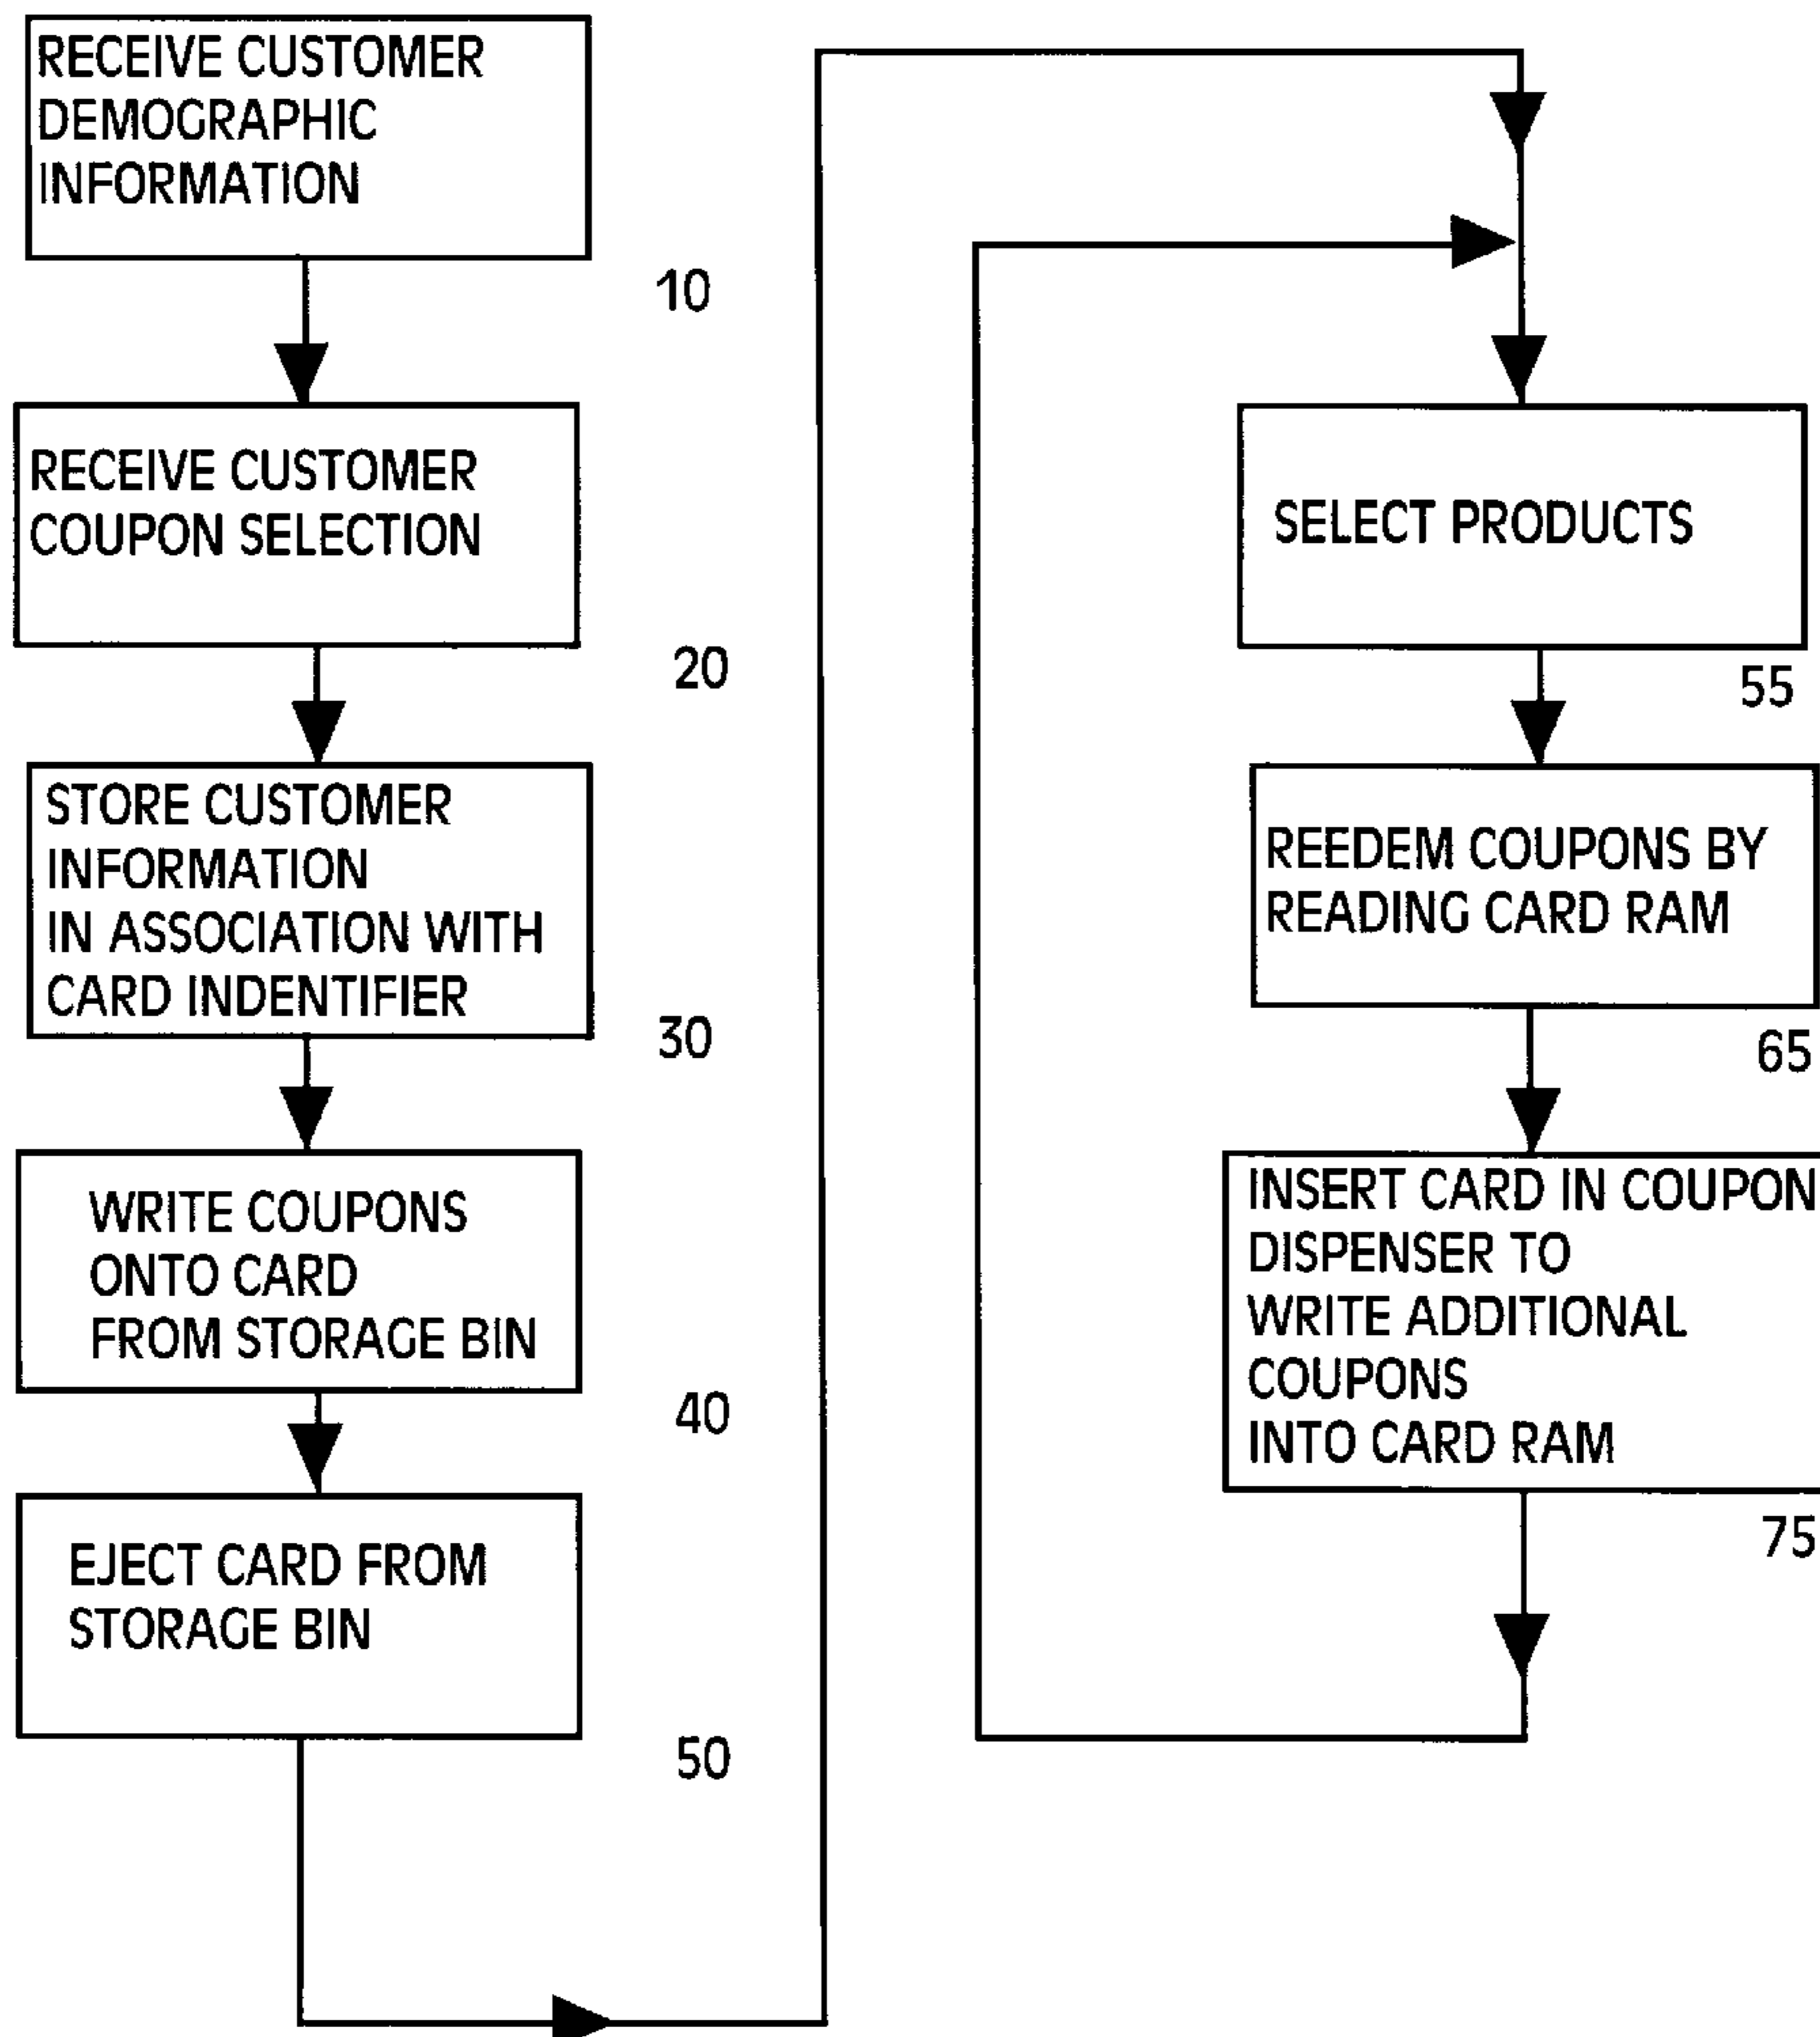 RECEIVE CUSTOMER
DEMOGRAPHIC
INFORMATION
10
RECEIVE CUSTOMER
COUPON SELECTION
20
STORE CUSTOMER
INFORMATION
IN ASSOCIATION WITH
CARD INDENTIFIER
30
WRITE COUPONS
ONTO CARD
FROM STORAGE BIN
40
EJECT CARD FROM
STORAGE BIN
50
SELECT PRODUCTS
55
REEDEM COUPONS BY
READING CARD RAM
65
INSERT CARD IN COUPON
DISPENSER TO
WRITE ADDITIONAL
COUPONS
INTO CARD RAM
75